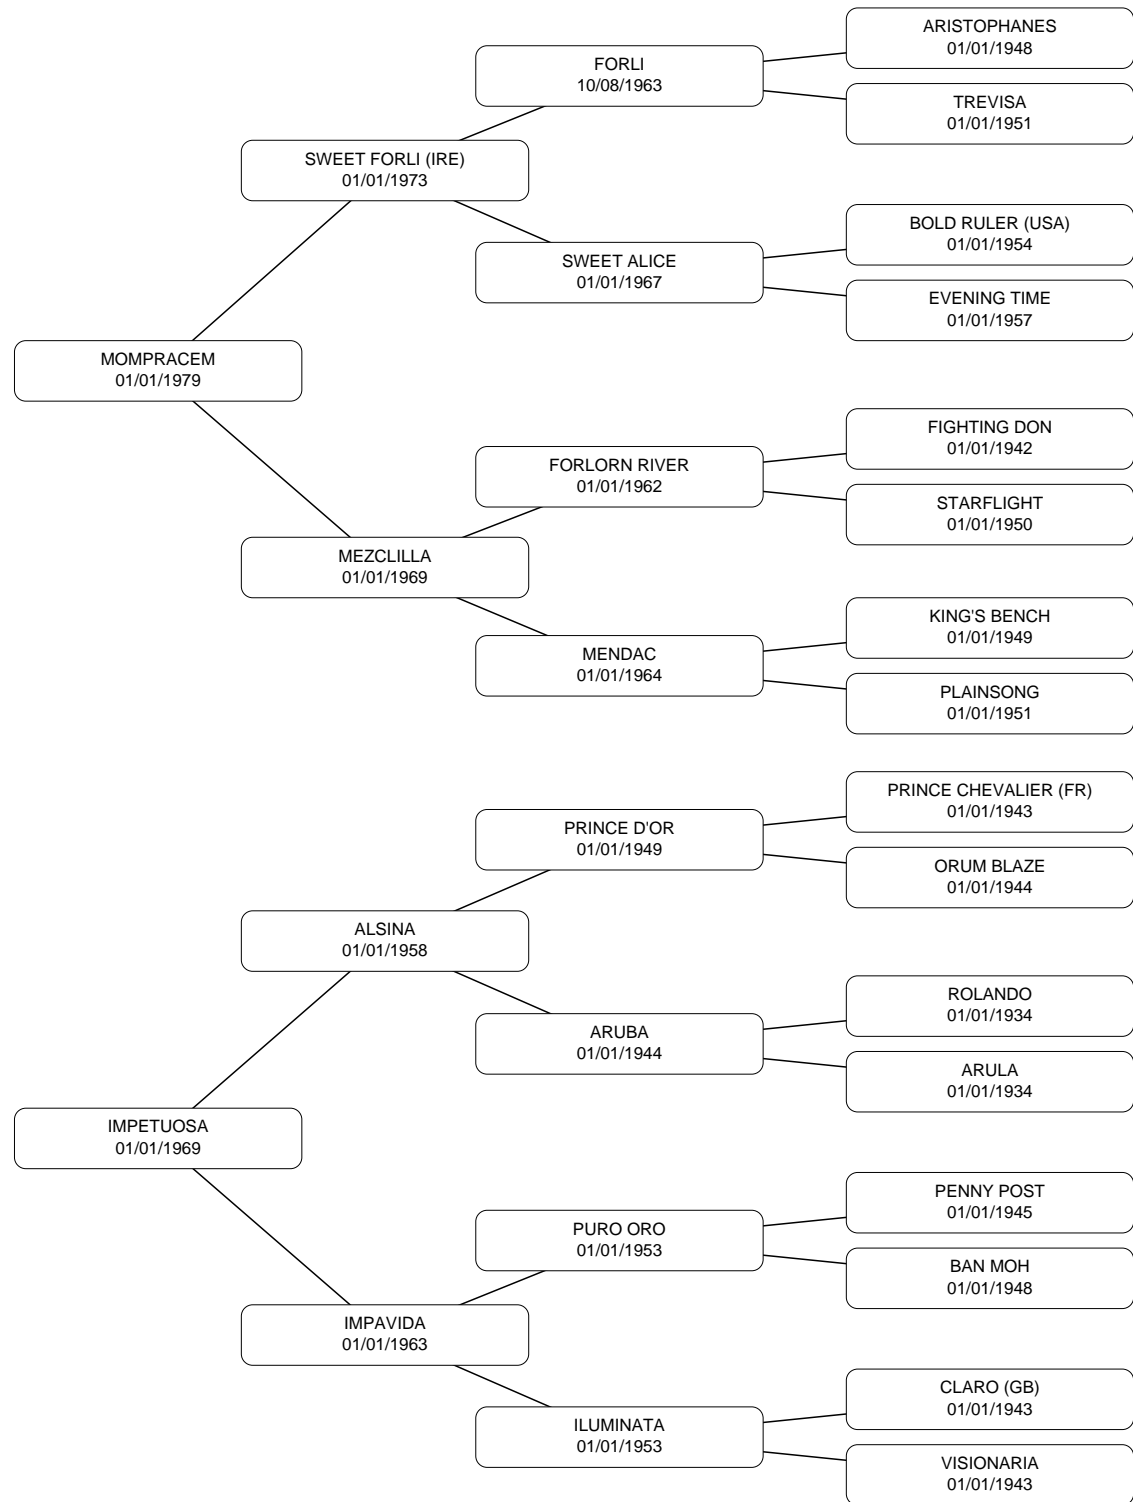 ARISTOPHANES
01/01/1948
FORLI
10/08/1963
TREVISA
01/01/1951
SWEET FORLI (IRE)
01/01/1973
BOLD RULER (USA)
01/01/1954
SWEET ALICE
01/01/1967
EVENING TIME
01/01/1957
MOMPRACEM
01/01/1979
FIGHTING DON
01/01/1942
FORLORN RIVER
01/01/1962
STARFLIGHT
01/01/1950
MEZCLILLA
01/01/1969
KING'S BENCH
01/01/1949
MENDAC
01/01/1964
PLAINSONG
01/01/1951
PRINCE CHEVALIER (FR)
01/01/1943
PRINCE D'OR
01/01/1949
ORUM BLAZE
01/01/1944
ALSINA
01/01/1958
ROLANDO
01/01/1934
ARUBA
01/01/1944
ARULA
01/01/1934
IMPETUOSA
01/01/1969
PENNY POST
01/01/1945
PURO ORO
01/01/1953
BAN MOH
01/01/1948
IMPAVIDA
01/01/1963
CLARO (GB)
01/01/1943
ILUMINATA
01/01/1953
VISIONARIA
01/01/1943